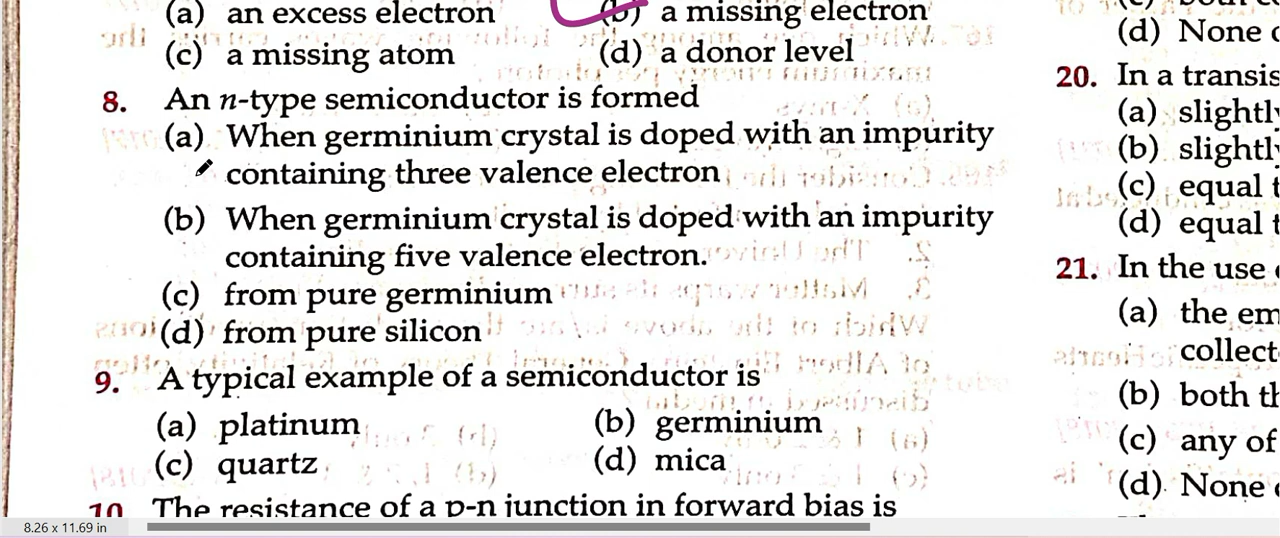 (a) an excess electron (b) a missing electron
(c) a missing atom (d) a donor level
8. An n-type semiconductor is formed
(a) When germinium crystal is doped with an impurity
containing three valence electron
(b) When germinium crystal is doped with an impurity
containing five valence electron.
(c) from pure germinium
(d) from pure silicon
9. A typical example of a semiconductor is
(a) platinum (b) germinium
(c) quartz (d) mica
10 The resistance of a p-n junction in forward bias is
(d) None
20. In a transis
(a) slightly
(b) slightly
(c) equal t
(d) equal t
21. In the use
(a) the em
collect
(b) both th
(c) any of
(d) None
8.26 x 11.69 in